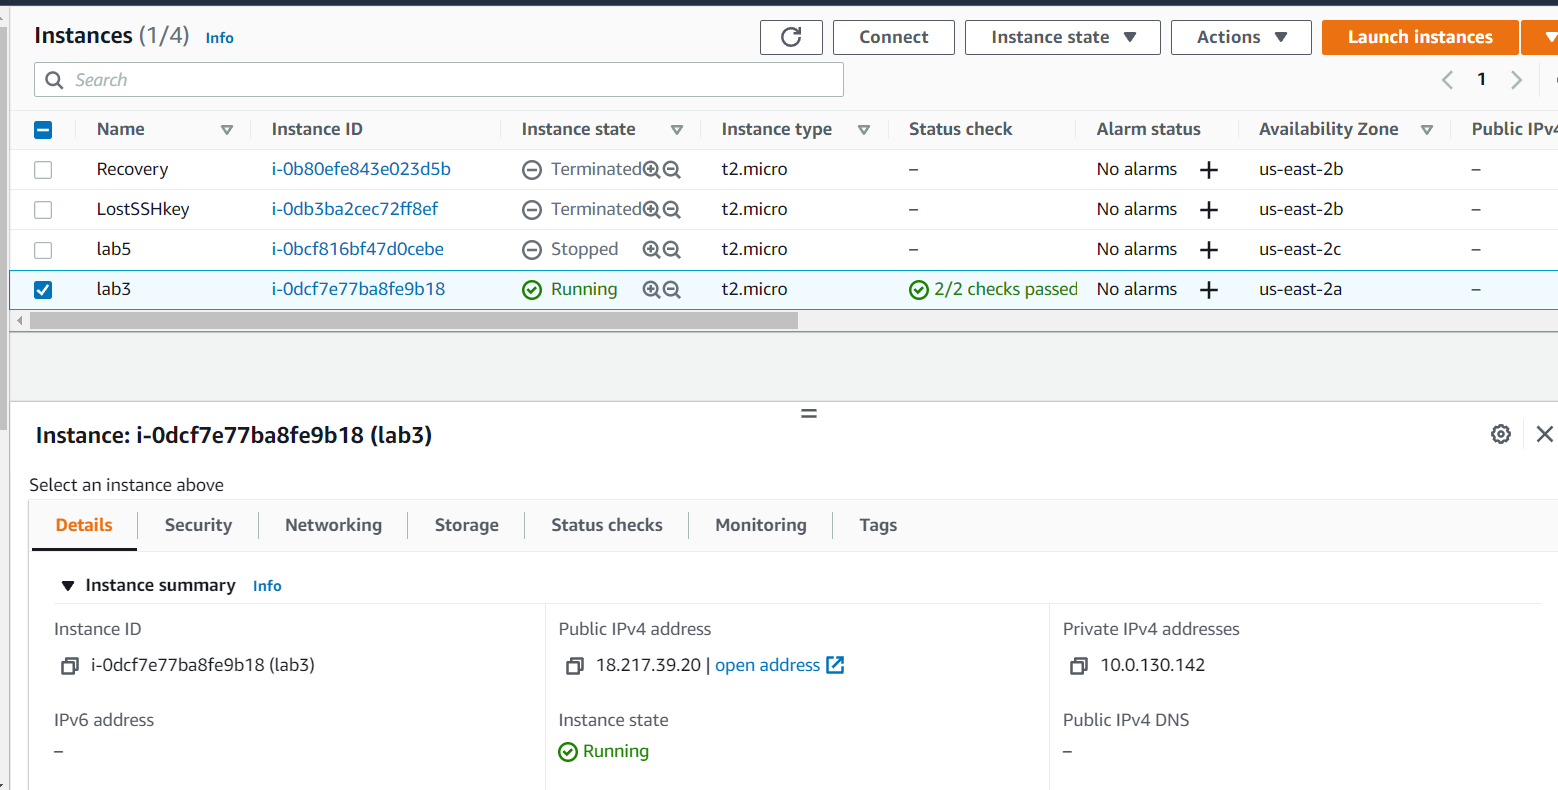 Instances (1/4) Info Connect Instance state Actions Launch instances
Search 1
Name Instance ID Instance state Instance type Status check Alarm status Availability Zone Public IPv4
Recovery i-0b80efe843e023d5b Terminated t2.micro – No alarms + us-east-2b –
LostSSHkey i-0db3ba2cec72ff8ef Terminated t2.micro – No alarms + us-east-2b –
lab5 i-0bcf816bf47d0cebe Stopped t2.micro – No alarms + us-east-2c –
lab3 i-0dcf7e77ba8fe9b18 Running t2.micro 2/2 checks passed No alarms + us-east-2a –
Instance: i-0dcf7e77ba8fe9b18 (lab3)
Select an instance above
Details Security Networking Storage Status checks Monitoring Tags
Instance summary Info
Instance ID Public IPv4 address Private IPv4 addresses
i-0dcf7e77ba8fe9b18 (lab3) 18.217.39.20 | open address 10.0.130.142
IPv6 address Instance state Public IPv4 DNS
– Running –